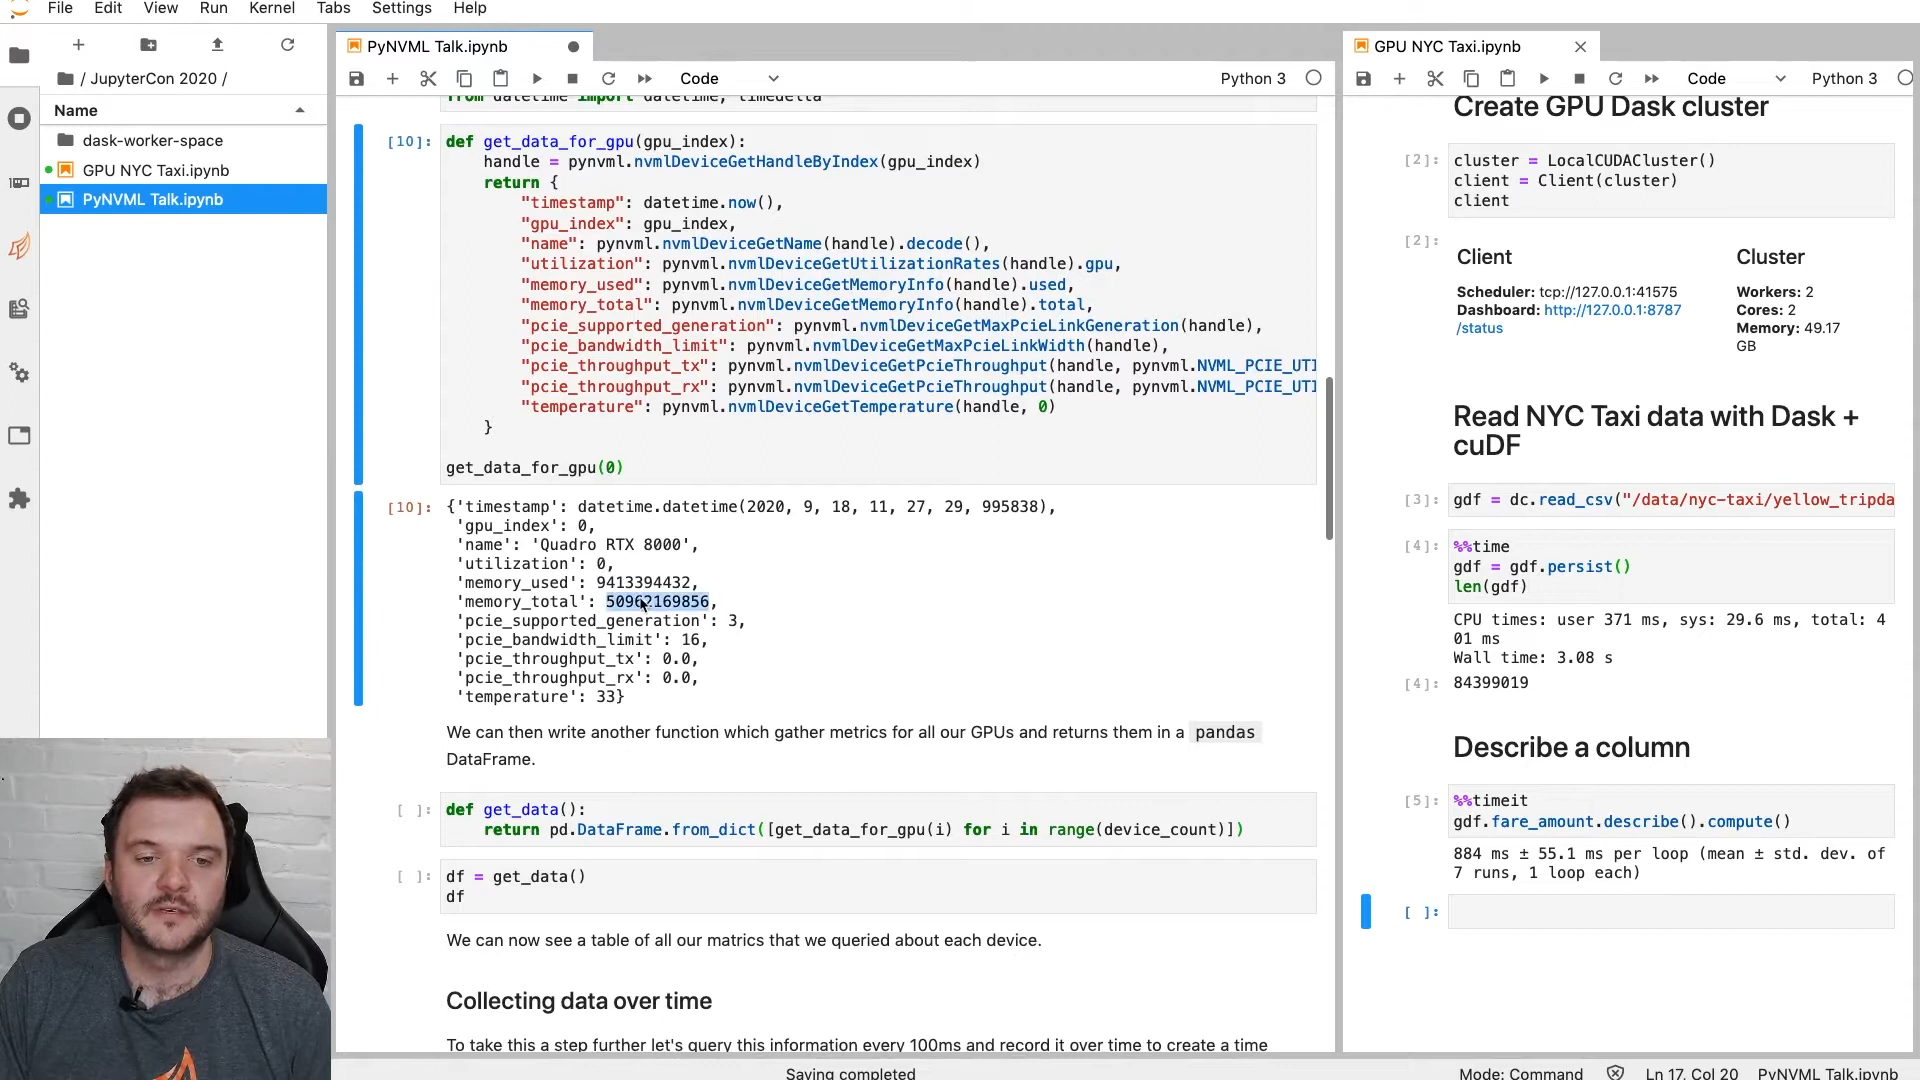 File Edit View Run Kernel Tabs Settings Help
/ JupyterCon 2020 /
Name
dask-worker-space
GPU NYC Taxi.ipynb
PyNVML Talk.ipynb
PyNVML Talk.ipynb
Code
Python 3
from datetime import datetime, timedelta
[10]:
def get_data_for_gpu(gpu_index):
    handle = pynvml.nvmlDeviceGetHandleByIndex(gpu_index)
    return {
        "timestamp": datetime.now(),
        "gpu_index": gpu_index,
        "name": pynvml.nvmlDeviceGetName(handle).decode(),
        "utilization": pynvml.nvmlDeviceGetUtilizationRates(handle).gpu,
        "memory_used": pynvml.nvmlDeviceGetMemoryInfo(handle).used,
        "memory_total": pynvml.nvmlDeviceGetMemoryInfo(handle).total,
        "pcie_supported_generation": pynvml.nvmlDeviceGetMaxPcieLinkGeneration(handle),
        "pcie_bandwidth_limit": pynvml.nvmlDeviceGetMaxPcieLinkWidth(handle),
        "pcie_throughput_tx": pynvml.nvmlDeviceGetPcieThroughput(handle, pynvml.NVML_PCIE_UTI
        "pcie_throughput_rx": pynvml.nvmlDeviceGetPcieThroughput(handle, pynvml.NVML_PCIE_UTI
        "temperature": pynvml.nvmlDeviceGetTemperature(handle, 0)
    }
get_data_for_gpu(0)
[10]:
{'timestamp': datetime.datetime(2020, 9, 18, 11, 27, 29, 995838),
 'gpu_index': 0,
 'name': 'Quadro RTX 8000',
 'utilization': 0,
 'memory_used': 9413394432,
 'memory_total': 50962169856,
 'pcie_supported_generation': 3,
 'pcie_bandwidth_limit': 16,
 'pcie_throughput_tx': 0.0,
 'pcie_throughput_rx': 0.0,
 'temperature': 33}
We can then write another function which gather metrics for all our GPUs and returns them in a pandas
DataFrame.
[ ]:
def get_data():
    return pd.DataFrame.from_dict([get_data_for_gpu(i) for i in range(device_count)])
[ ]:
df = get_data()
df
We can now see a table of all our matrics that we queried about each device.
Collecting data over time
To take this a step further let's query this information every 100ms and record it over time to create a time
GPU NYC Taxi.ipynb
Code
Python 3
Create GPU Dask cluster
[2]:
cluster = LocalCUDACluster()
client = Client(cluster)
client
[2]:
Client
Scheduler: tcp://127.0.0.1:41575
Dashboard: http://127.0.0.1:8787
/status
Cluster
Workers: 2
Cores: 2
Memory: 49.17
GB
Read NYC Taxi data with Dask +
cuDF
[3]:
gdf = dc.read_csv("/data/nyc-taxi/yellow_tripda
[4]:
%%time
gdf = gdf.persist()
len(gdf)
CPU times: user 371 ms, sys: 29.6 ms, total: 4
01 ms
Wall time: 3.08 s
[4]:
84399019
Describe a column
[5]:
%%timeit
gdf.fare_amount.describe().compute()
884 ms ± 55.1 ms per loop (mean ± std. dev. of
7 runs, 1 loop each)
[ ]:
Saving completed
Mode: Command
Ln 17, Col 20
PyNVML Talk.ipynb